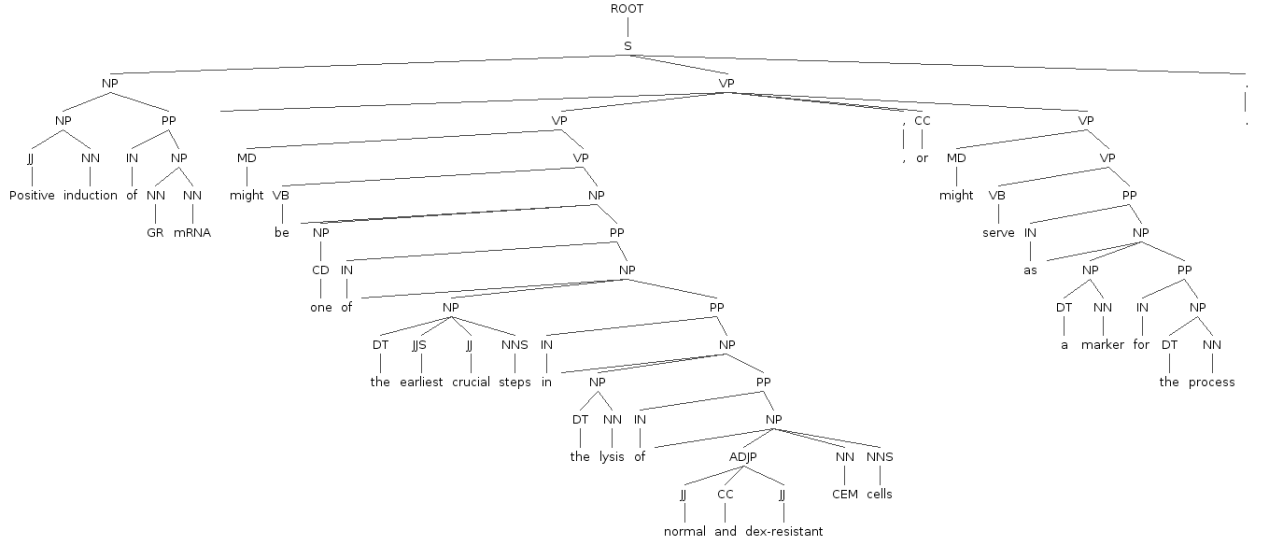 ROOT
S
NP VP .
NP PP VP , CC VP .
JJ NN IN NP MD VP , or MD VP
Positive induction of NN NN might VB NP might VB PP
GR mRNA be NP PP serve IN NP
CD IN NP as NP PP
one of NP PP DT NN IN NP
DT JJS JJ NNS IN NP a marker for DT NN
the earliest crucial steps in NP PP the process
DT NN IN NP
the lysis of ADJP NN NNS
JJ CC JJ CEM cells
normal and dex-resistant